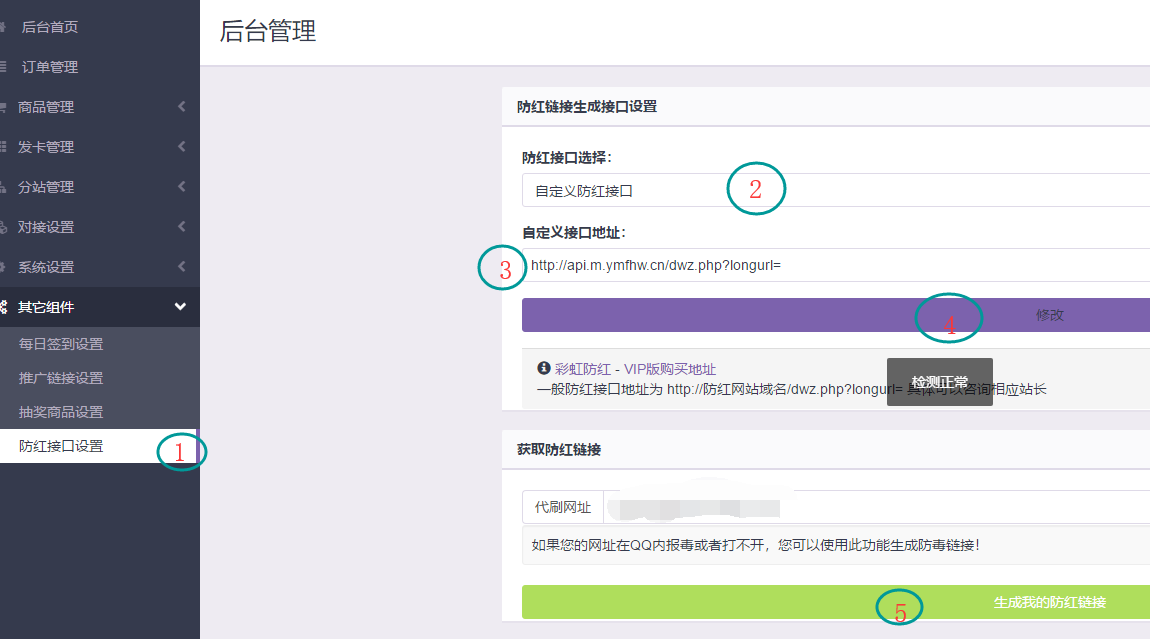 后台首页
订单管理
商品管理
发卡管理
分站管理
对接设置
系统设置
其它组件
每日签到设置
推广链接设置
抽奖商品设置
防红接口设置
1
后台管理
防红链接生成接口设置
防红接口选择：
自定义防红接口
2
自定义接口地址：
3
http://api.m.ymfhw.cn/dwz.php?longurl=
4
修改
彩虹防红 - VIP版购买地址
一般防红接口地址为 http://防红网站域名/dwz.php?longurl= 具体可以咨询相应站长
检测正常
获取防红链接
代刷网址
如果您的网址在QQ内报毒或者打不开，您可以使用此功能生成防毒链接！
5
生成我的防红链接